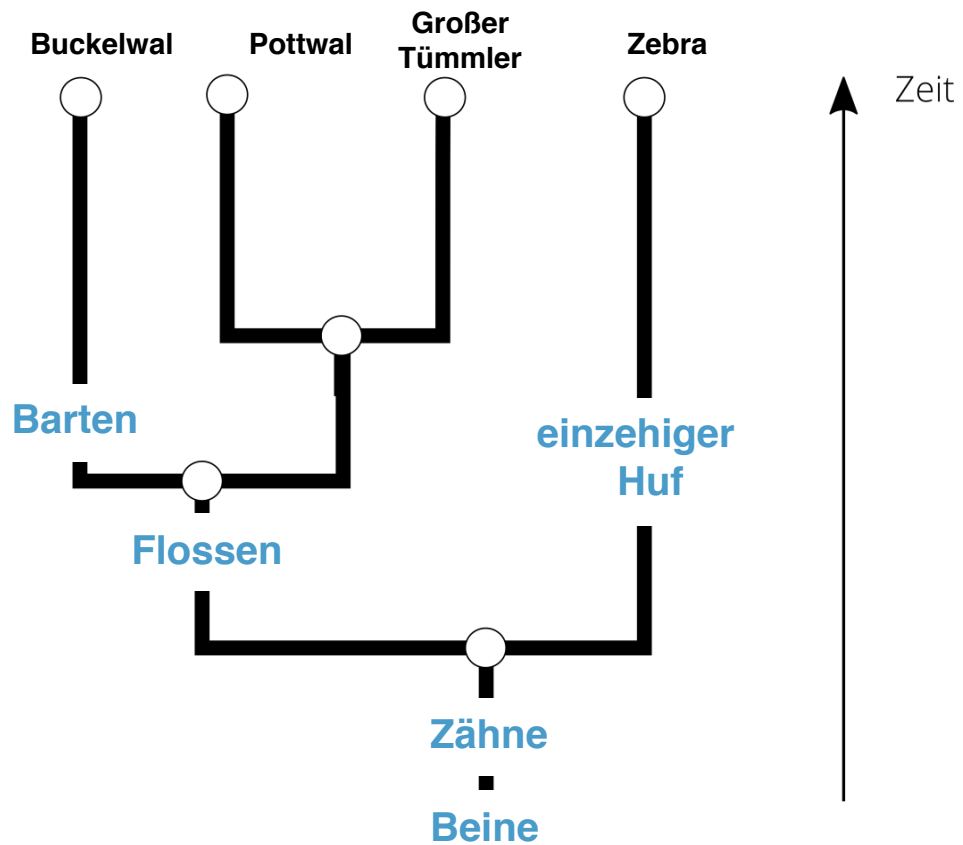 Buckelwal
Pottwal
Großer
Tümmler
Zebra
Zeit
Barten
einzehiger
Huf
Flossen
Zähne
Beine